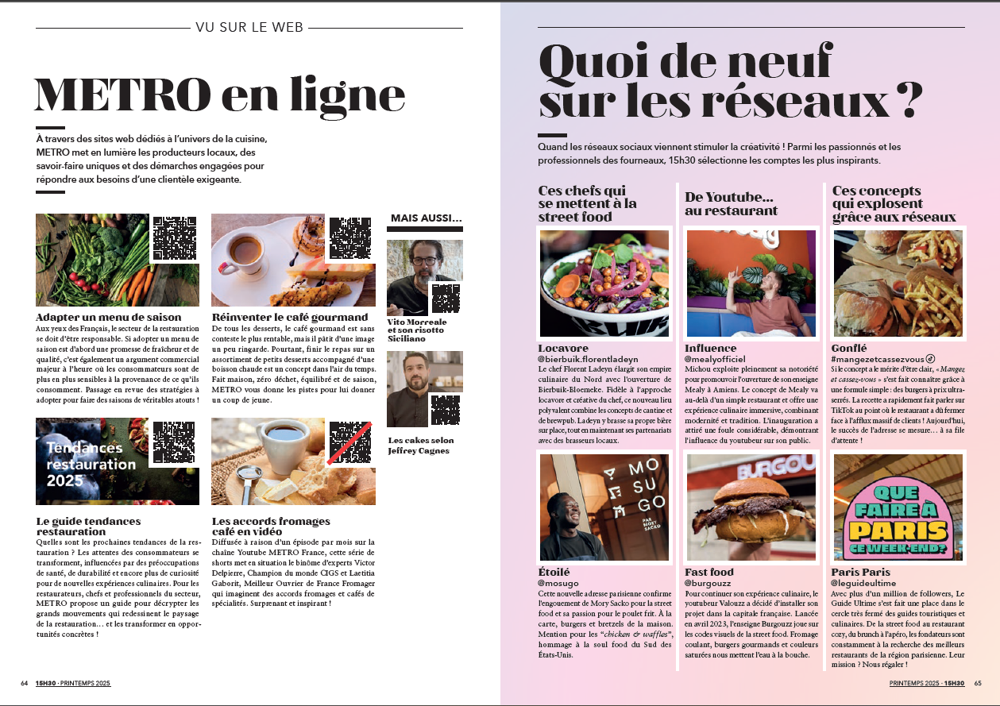 VU SUR LE WEB
METRO en ligne
À travers des sites web dédiés à l'univers de la cuisine,
METRO met en lumière les producteurs locaux, des
savoir-faire uniques et des démarches engagées pour
répondre aux besoins d'une clientèle exigeante.
Adapter un menu de saison
Aux yeux des Français, le secteur de la restauration
se doit d'être responsable. Si adopter un menu de
saison est d'abord une promesse de fraîcheur et de
qualité, c'est également un argument commercial
majeur à l'heure où les consommateurs sont de
plus en plus sensibles à la provenance de ce qu'ils
consomment. Passage en revue des stratégies à
adopter pour faire des saisons de véritables atouts !
Réinventer le café gourmand
De tous les desserts, le café gourmand est sans
conteste le plus rentable, mais il pâtit d'une image
un peu ringarde. Pourtant, finir le repas sur un
assortiment de petits desserts accompagné d'une
boisson chaude est un concept dans l'air du temps.
Fait maison, zéro déchet, équilibré et de saison,
METRO vous donne les pistes pour lui donner
un coup de jeune.
MAIS AUSSI...
Vito Morreale
et son risotto
Siciliano
Les cakes selon
Jeffrey Cagnes
Tendances
restauration
2025
Le guide tendances
restauration
Quelles sont les prochaines tendances de la res-
tauration ? Les attentes des consommateurs se
transforment, influencées par des préoccupations
de santé, de durabilité et encore plus de curiosité
pour de nouvelles expériences culinaires. Pour les
restaurateurs, chefs et professionnels du secteur,
METRO propose un guide pour décrypter les
grands mouvements qui redessinent le paysage
de la restauration... et les transformer en oppor-
tunités concrètes !
Les accords fromages
café en vidéo
Diffusée à raison d'un épisode par mois sur la
chaîne Youtube METRO France, cette série de
shorts met en situation le binôme d'experts Victor
Delpierre, Champion du monde CIGS et Laetitia
Gaborit, Meilleur Ouvrier de France Fromager
qui imaginent des accords fromages et cafés de
spécialités. Surprenant et inspirant !
64 15H30 · PRINTEMPS 2025
Quoi de neuf
sur les réseaux ?
Quand les réseaux sociaux viennent stimuler la créativité ! Parmi les passionnés et les
professionnels des fourneaux, 15h30 sélectionne les comptes les plus inspirants.
Ces chefs qui
se mettent à la
street food
Locavore
@bierbuik.florentladeyn
Le chef Florent Ladeyn élargit son empire
culinaire du Nord avec l'ouverture de
Bierbuik-Bloemeke. Fidèle à l'approche
locavore et créative du chef, ce nouveau lieu
polyvalent combine les concepts de cantine et
de brewpub. Ladeyn y brasse sa propre bière
sur place, tout en maintenant ses partenariats
avec des brasseurs locaux.
MO
SU
GO
PAR
MORY
SACKO
Étoilé
@mosugo
Cette nouvelle adresse parisienne confirme
l'engouement de Mory Sacko pour la street
food et sa passion pour le poulet frit. À la
carte, burgers et bretzels de la maison.
Mention pour les "chicken & waffles",
hommage à la soul food du Sud des
États-Unis.
De Youtube...
au restaurant
Influence
@mealyofficiel
Michou exploite pleinement sa notoriété
pour promouvoir l'ouverture de son enseigne
Mealy à Amiens. Le concept de Mealy va
au-delà d'un simple restaurant et offre une
expérience culinaire immersive, combinant
modernité et tradition. L'inauguration a
attiré une foule considérable, démontrant
l'influence du youtubeur sur son public.
BURGOU
Fast food
@burgouzz
Pour continuer son expérience culinaire, le
youtubeur Valouzz a décidé d'installer son
projet dans la capitale française. Lancée
en avril 2023, l'enseigne Burgouzz joue sur
les codes visuels de la street food. Fromage
coulant, burgers gourmands et couleurs
saturées nous mettent l'eau à la bouche.
Ces concepts
qui explosent
grâce aux réseaux
Gonflé
#mangezetcassezvous
Si le concept a le mérite d'être clair, « Mangez
et cassez-vous » s'est fait connaître grâce à
une formule simple : des burgers à prix ultra-
serrés. La recette a rapidement fait parler sur
TikTok au point où le restaurant a dû fermer
face à l'afflux massif de clients ! Aujourd'hui,
le succès de l'adresse se mesure... à sa file
d'attente !
QUE
FAIRE À
PARIS
CE WEEK-END?
Paris Paris
@leguideultime
Avec plus d'un million de followers, Le
Guide Ultime s'est fait une place dans le
cercle très fermé des guides touristiques et
culinaires. De la street food au restaurant
cozy, du brunch à l'apéro, les fondateurs sont
constamment à la recherche des meilleurs
restaurants de la région parisienne. Leur
mission ? Nous régaler !
PRINTEMPS 2025 · 15H30 65